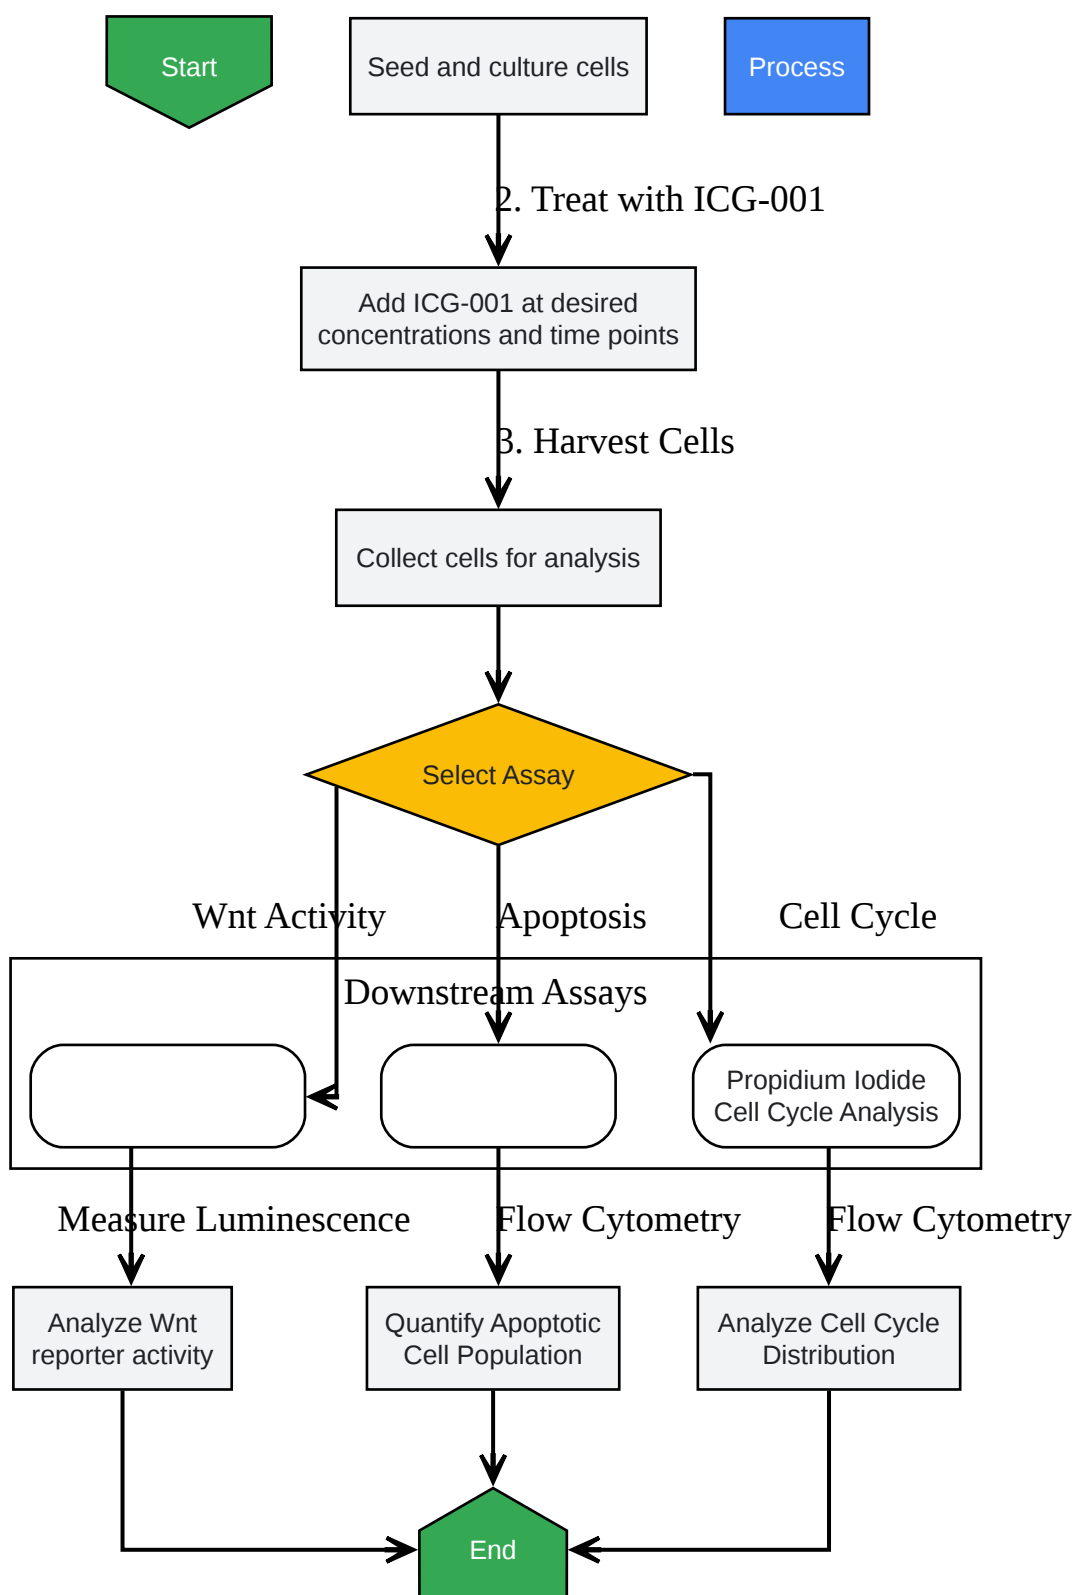 Start
Seed and culture cells
Process
2. Treat with ICG-001
Add ICG-001 at desired
concentrations and time points
3. Harvest Cells
Collect cells for analysis
Select Assay
Wnt Activity
Apoptosis
Cell Cycle
Downstream Assays
Propidium Iodide
Cell Cycle Analysis
Measure Luminescence
Flow Cytometry
Flow Cytometry
Analyze Wnt
reporter activity
Quantify Apoptotic
Cell Population
Analyze Cell Cycle
Distribution
End